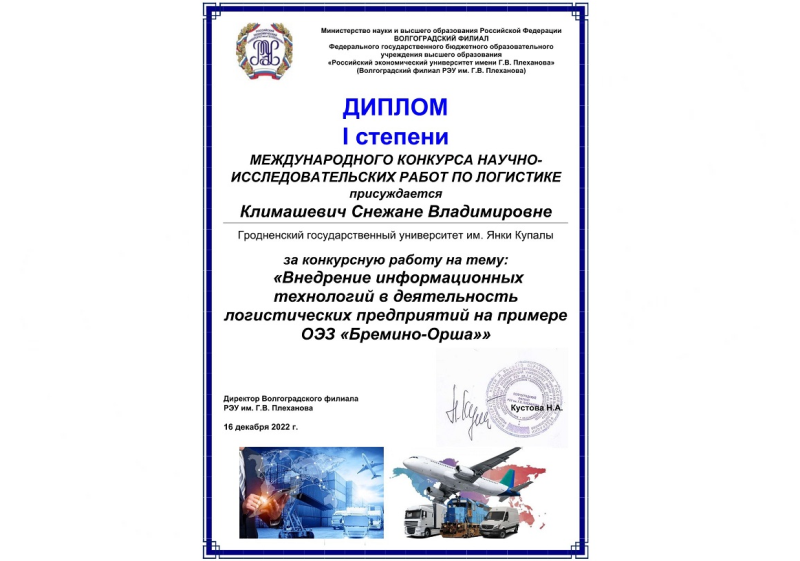 Министерство науки и высшего образования Российской Федерации
ВОЛГОГРАДСКИЙ ФИЛИАЛ
Федерального государственного бюджетного образовательного
учреждения высшего образования
«Российский экономический университет имени Г.В. Плеханова»
(Волгоградский филиал РЭУ им. Г.В. Плеханова)
ДИПЛОМ
I степени
МЕЖДУНАРОДНОГО КОНКУРСА НАУЧНО-
ИССЛЕДОВАТЕЛЬСКИХ РАБОТ ПО ЛОГИСТИКЕ
присуждается
Климашевич Снежане Владимировне
Гродненский государственный университет им. Янки Купалы
за конкурсную работу на тему:
«Внедрение информационных
технологий в деятельность
логистических предприятий на примере
ОЭЗ «Бремино-Орша»»
Директор Волгоградского филиала
РЭУ им. Г.В. Плеханова
Кустова Н.А.
16 декабря 2022 г.